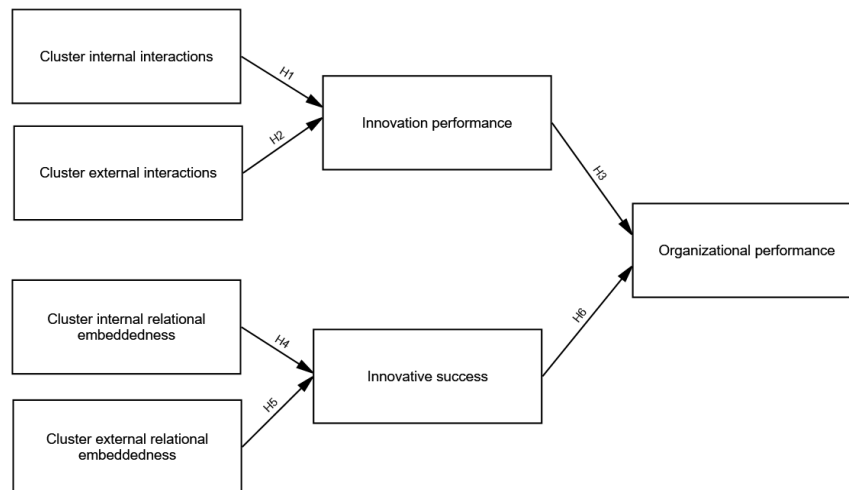 Cluster internal interactions
H1
Innovation performance
H2
Cluster external interactions
H3
Organizational performance
Cluster internal relational
embeddedness
H4
Innovative success
H6
H5
Cluster external relational
embeddedness